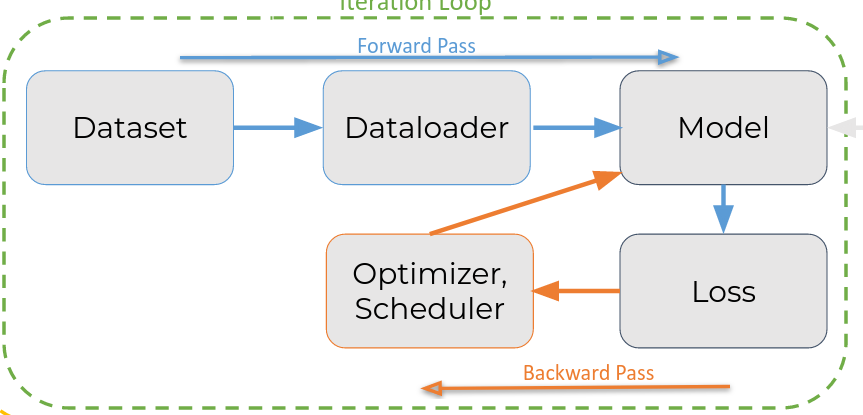 Iteration Loop
Forward Pass
Dataset
Dataloader
Model
Optimizer,
Scheduler
Loss
Backward Pass